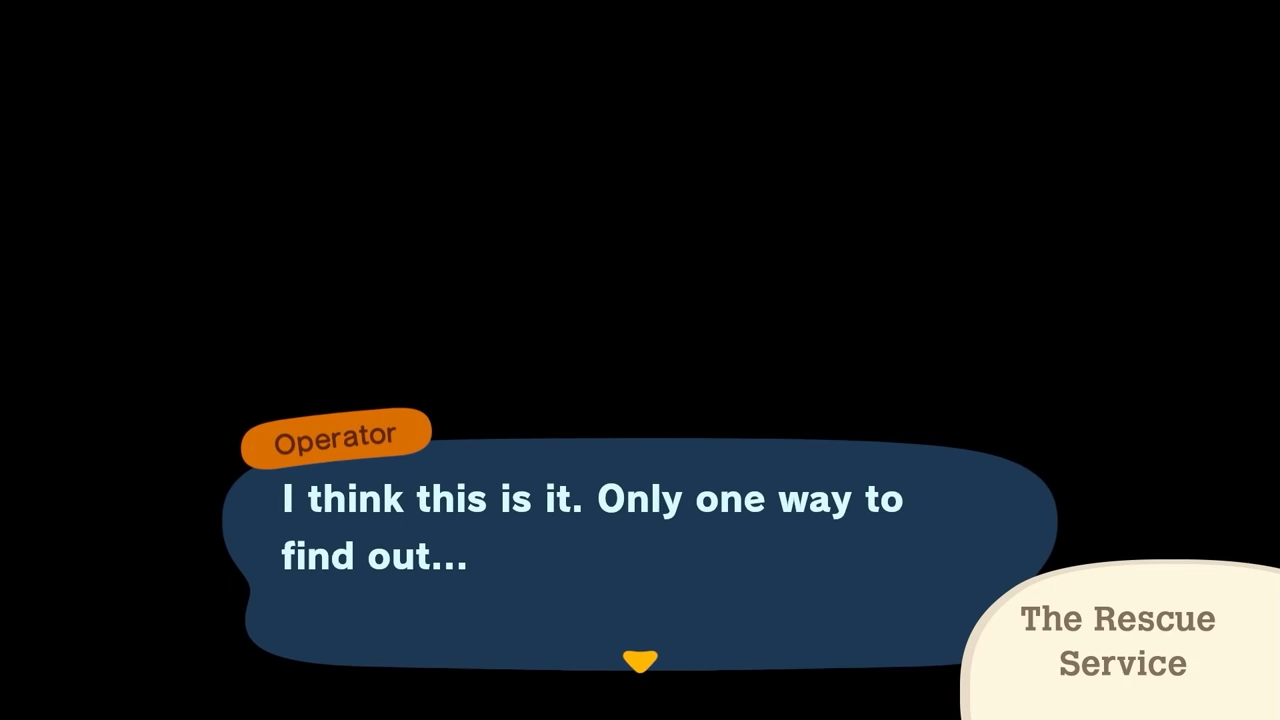 Operator
I think this is it. Only one way to
find out...
The Rescue
Service